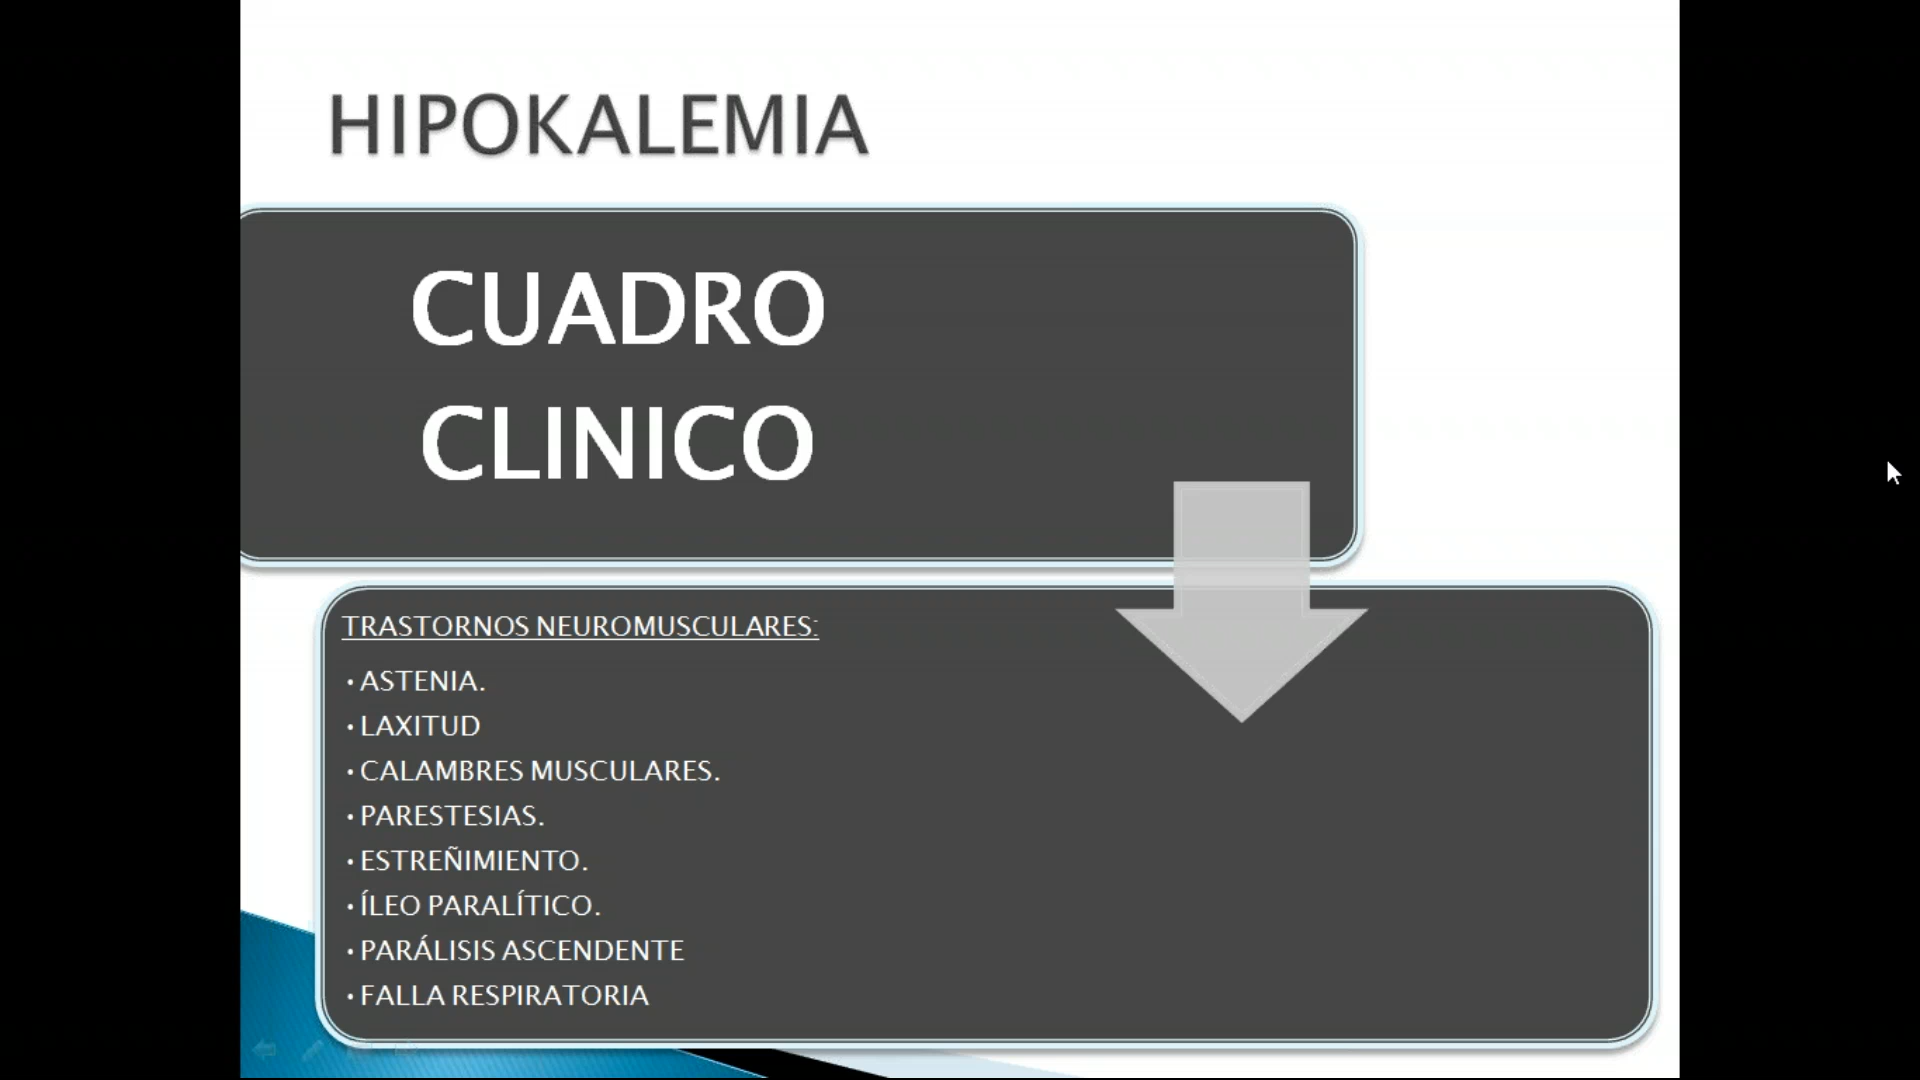 HIPOKALEMIA
CUADRO
CLINICO
TRASTORNOS NEUROMUSCULARES:
• ASTENIA.
• LAXITUD
• CALAMBRES MUSCULARES.
• PARESTESIAS.
• ESTREÑIMIENTO.
• ÍLEO PARALÍTICO.
• PARÁLISIS ASCENDENTE
• FALLA RESPIRATORIA